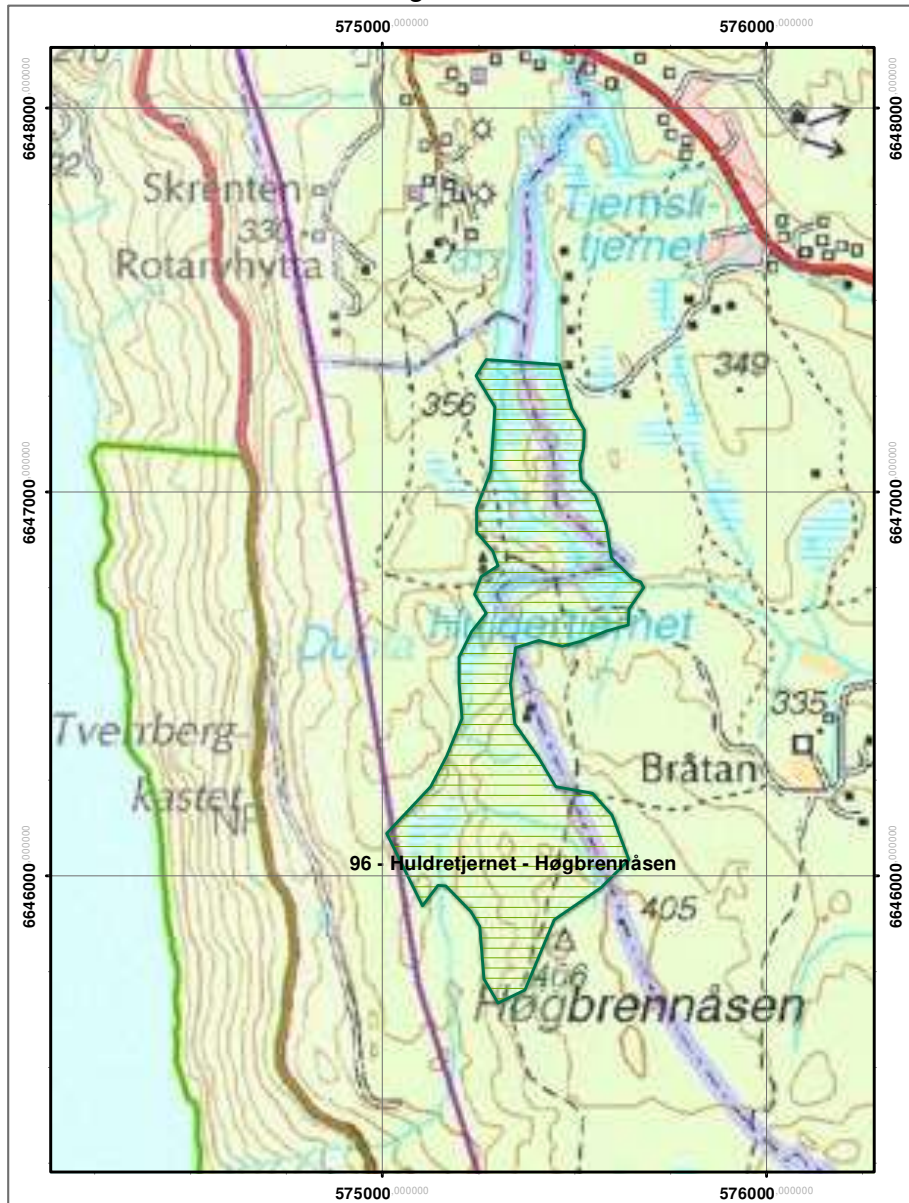 575000.000000
576000.000000
6648000.000000
6648000.000000
Skrenten
330
Rotaryhytta
Tjernsli-
tjernet
349
356
6647000.000000
6647000.000000
Huldretjernet
335
Tverrberg-
kastet
NP
Bråtan
96 - Huldretjernet - Høgbrennåsen
6646000.000000
6646000.000000
405
406
Høgbrennåsen
575000.000000
576000.000000